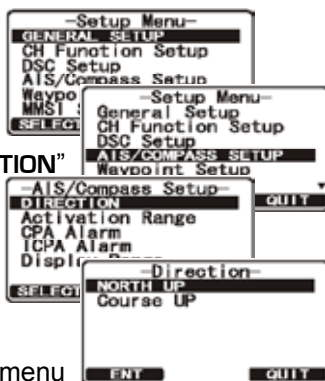 -Setup Menu-
GENERAL SETUP
CH Function Setup
DSC Setup
AIS/Compass Setup
Waypo
MMSI
SELECT
-Setup Menu-
General Setup
CH Function Setup
DSC Setup
AIS/COMPASS SETUP
Waypoint Setup
QUIT
TION"
-AIS/Compass Setup-
DIRECTION
Activation Range
CPA Alarm
TCPA Alarm
Display Range
SELECT
-Direction-
NORTH UP
Course UP
ENT QUIT
menu